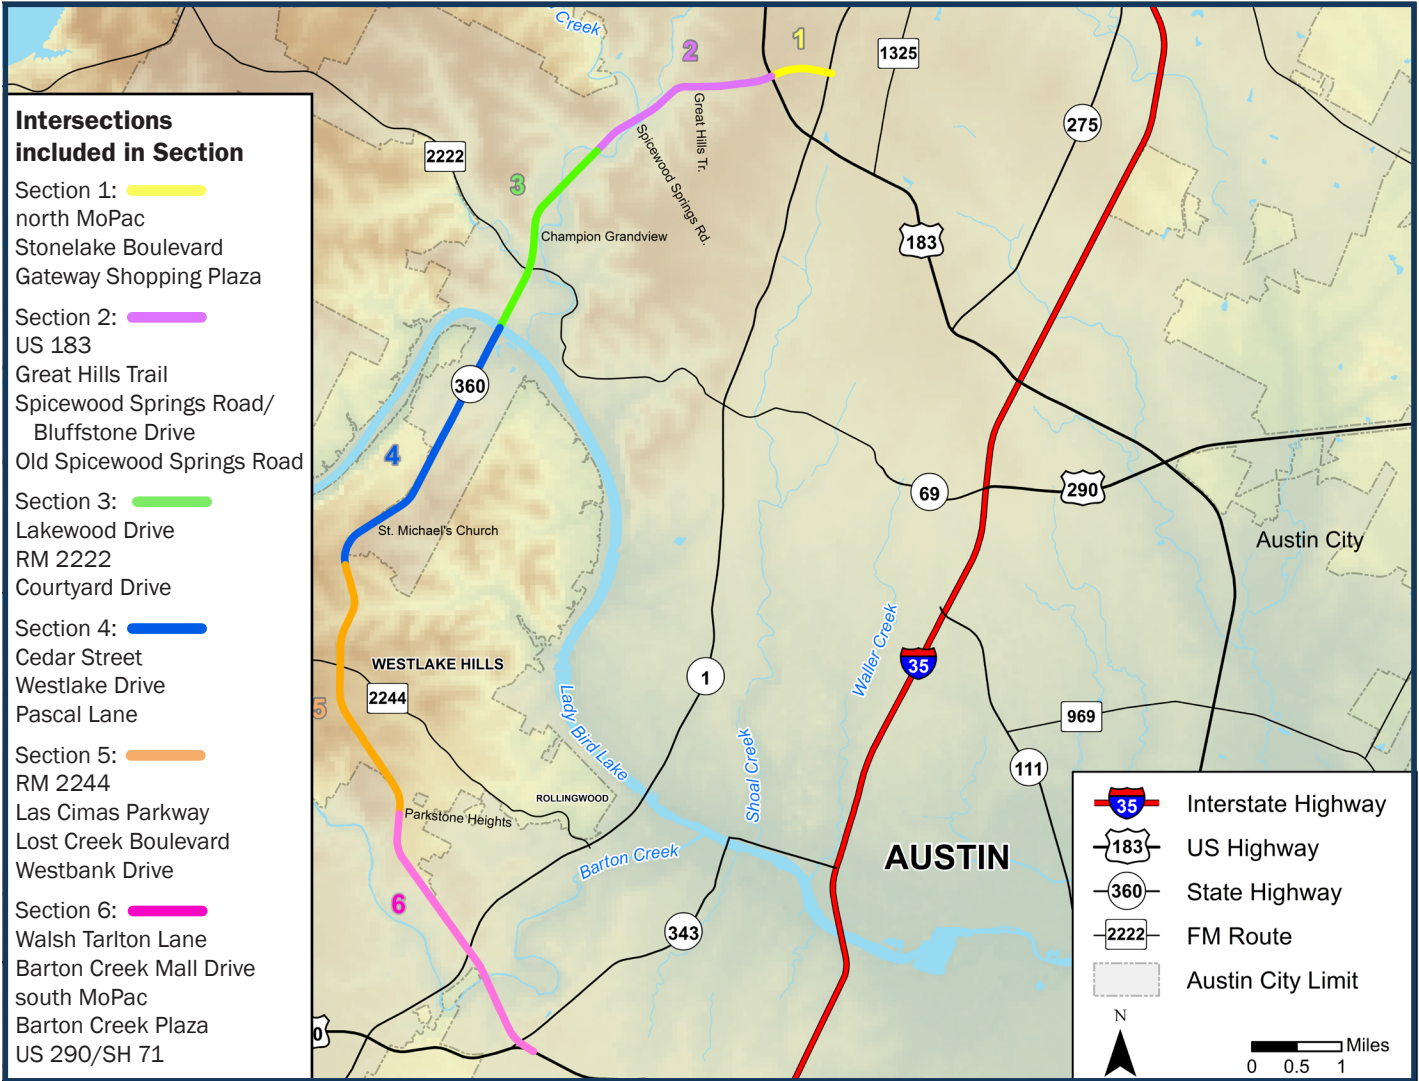 Intersections
included in Section
Section 1:
north MoPac
Stonelake Boulevard
Gateway Shopping Plaza
Section 2:
US 183
Great Hills Trail
Spicewood Springs Road/
Bluffstone Drive
Old Spicewood Springs Road
Section 3:
Lakewood Drive
RM 2222
Courtyard Drive
Section 4:
Cedar Street
Westlake Drive
Pascal Lane
Section 5:
RM 2244
Las Cimas Parkway
Lost Creek Boulevard
Westbank Drive
Section 6:
Walsh Tarlton Lane
Barton Creek Mall Drive
south MoPac
Barton Creek Plaza
US 290/SH 71
Creek
2
1
1325
275
2222
Great Hills Tr.
Spicewood Springs Rd.
3
Champion Grandview
183
360
4
69
290
St. Michael's Church
Austin City
WESTLAKE HILLS
2244
5
1
Waller Creek
35
969
111
Lady Bird Lake
Shoal Creek
ROLLINGWOOD
Parkstone Heights
Barton Creek
AUSTIN
6
343
0
35 Interstate Highway
183 US Highway
360 State Highway
2222 FM Route
Austin City Limit
N
Miles
0 0.5 1